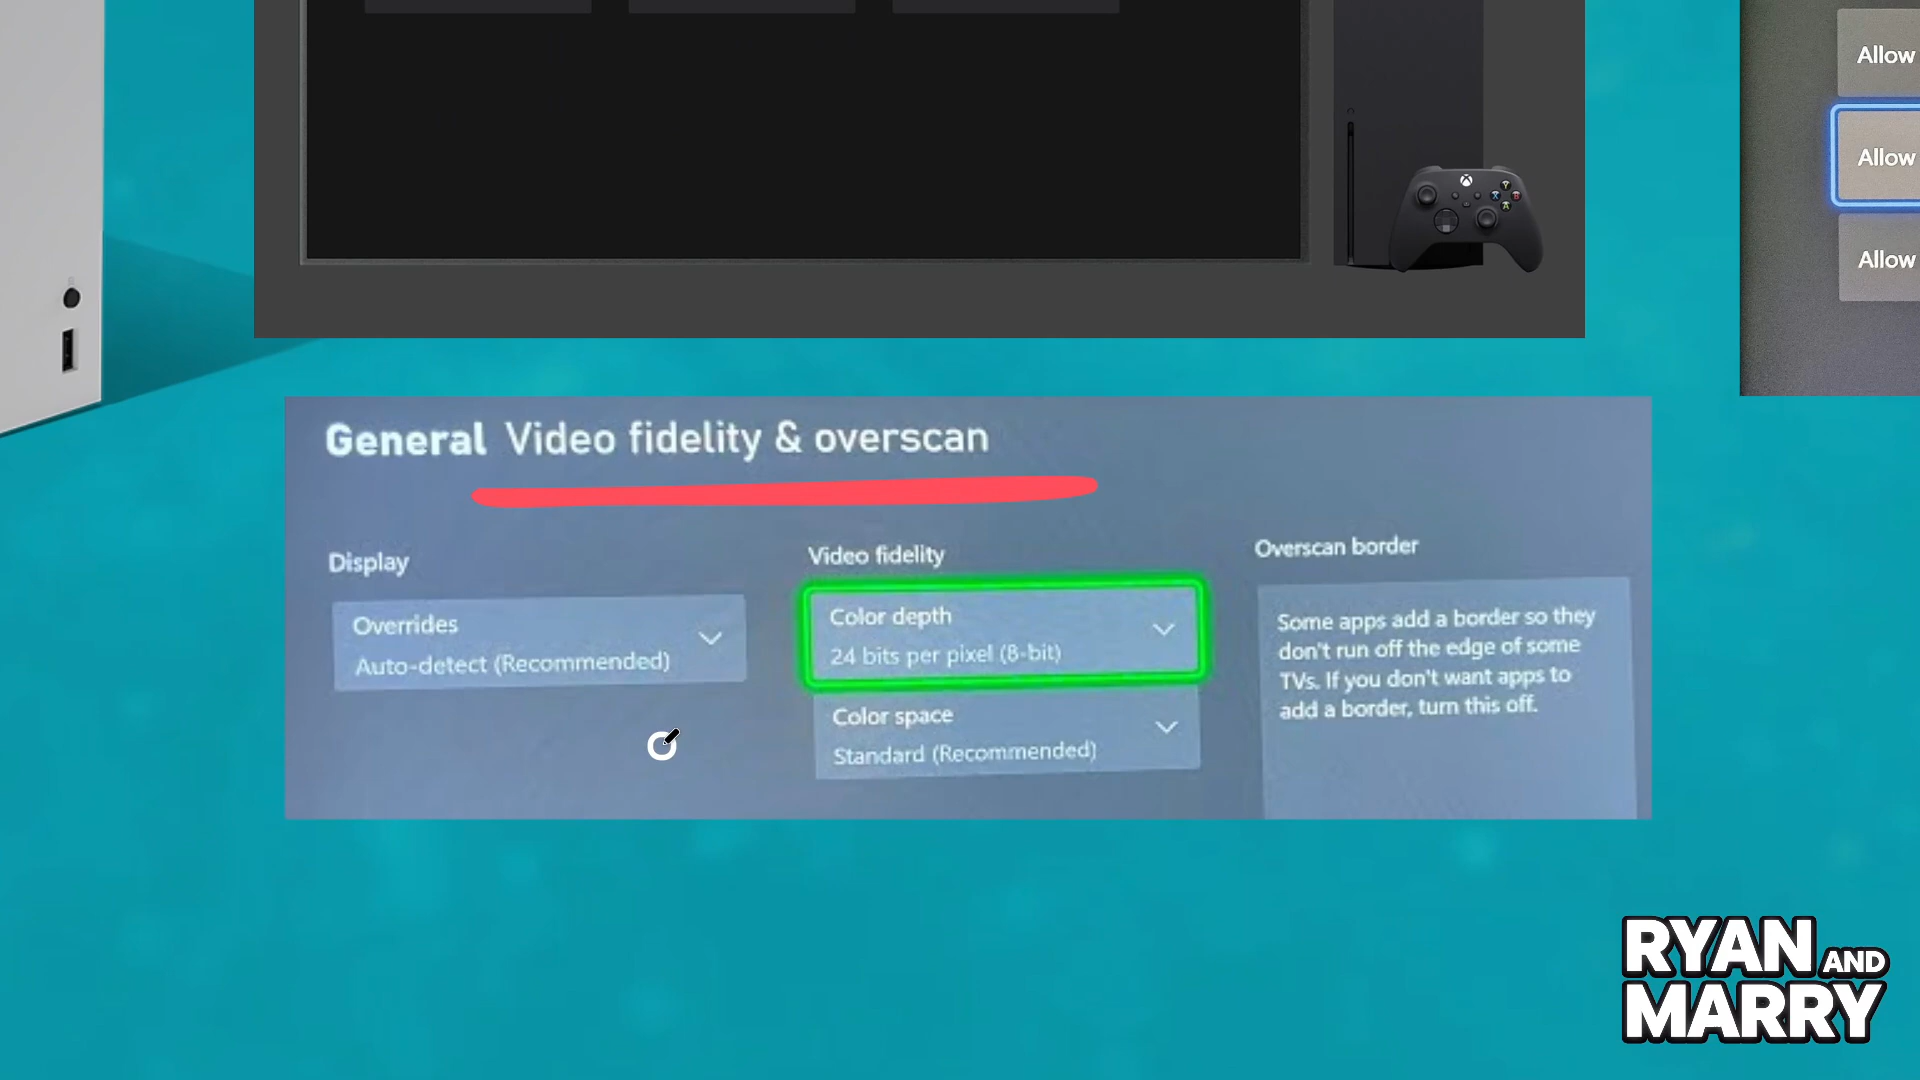 Allow
Allow
Allow
General Video fidelity & overscan
Display
Overrides
Auto-detect (Recommended)
Video fidelity
Color depth
24 bits per pixel (8-bit)
Color space
Standard (Recommended)
Overscan border
Some apps add a border so they
don't run off the edge of some
TVs. If you don't want apps to
add a border, turn this off.
RYAN AND
MARRY